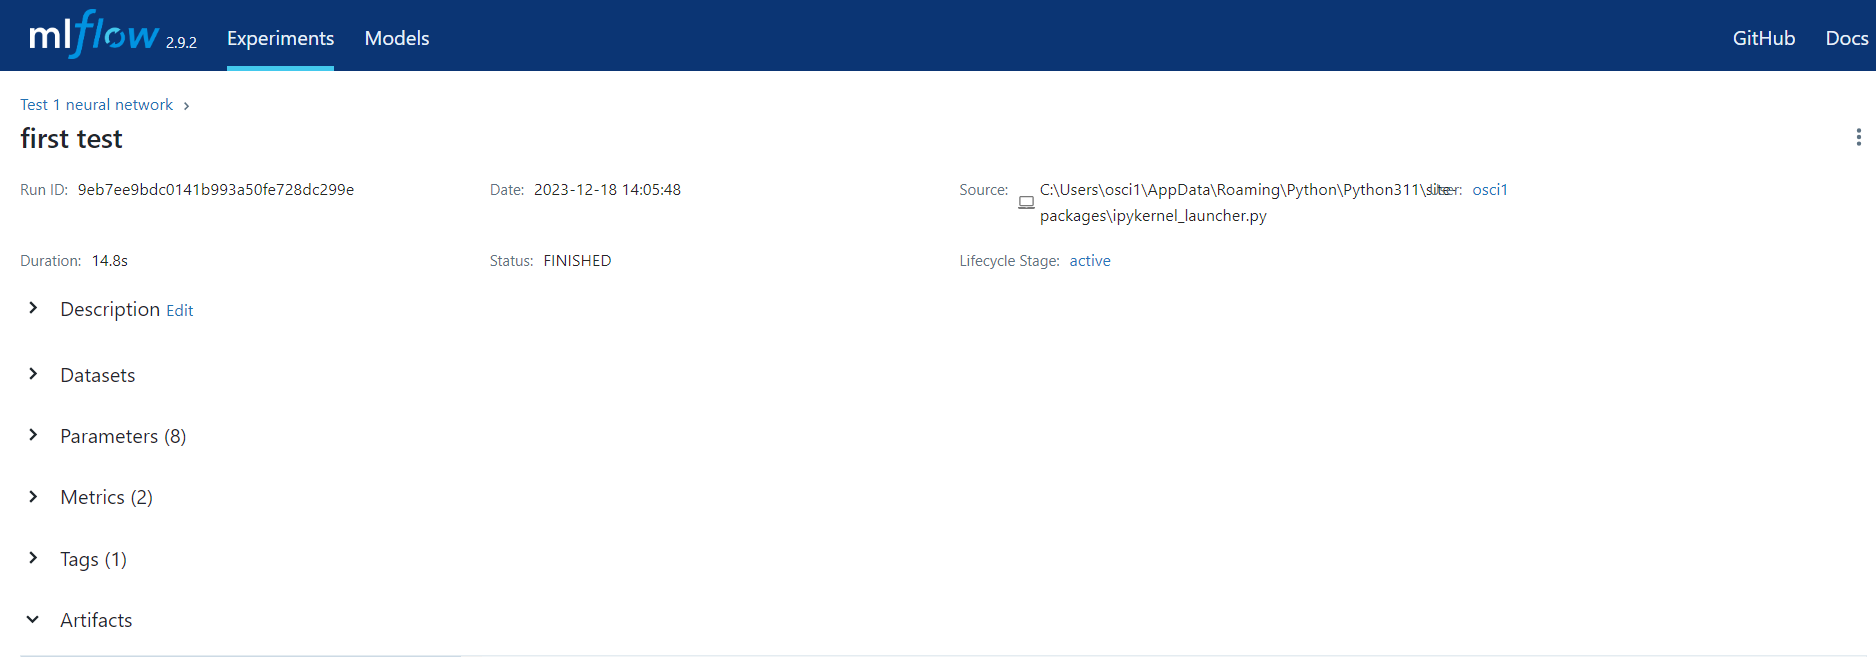 mlflow 2.9.2 Experiments Models GitHub Docs
Test 1 neural network >
first test
Run ID: 9eb7ee9bdc0141b993a50fe728dc299e Date: 2023-12-18 14:05:48 Source: C:\Users\osci1\AppData\Roaming\Python\Python311\site- User: osci1
packages\ipykernel_launcher.py
Duration: 14.8s Status: FINISHED Lifecycle Stage: active
Description Edit
Datasets
Parameters (8)
Metrics (2)
Tags (1)
Artifacts